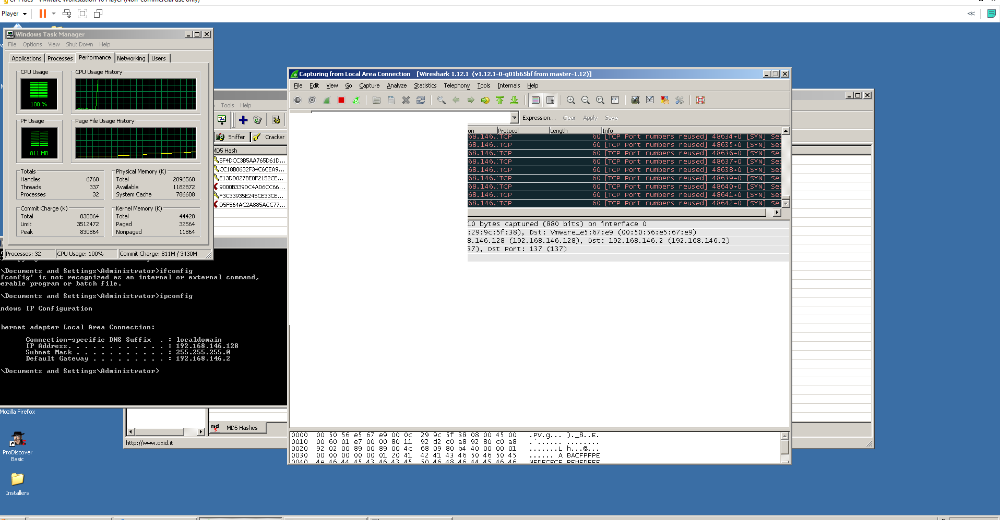 CF Pracs - VMware Workstation 16 Player (Non-commercial use only)
Player
Windows Task Manager
File Options View Shut Down Help
Applications Processes Performance Networking Users
CPU Usage
CPU Usage History
100 %
PF Usage
Page File Usage History
811 MB
Totals
Handles 6760
Threads 337
Processes 32
Physical Memory (K)
Total 2096560
Available 1182872
System Cache 786608
Commit Charge (K)
Total 830864
Limit 3512472
Peak 830864
Kernel Memory (K)
Total 44428
Paged 32564
Nonpaged 11864
Processes: 32 CPU Usage: 100% Commit Charge: 811M / 3430M
Tools Help
Sniffer Cracker
MD5 Hash
5F4DCC3B5AA765D61D...
CC18B0632F34C6CEA9...
E13DD027BE0F2152CE...
9000B339DC4AD6CC66...
F3C33935E245CE33CE...
D5F564AC2A885ACC77...
MD5 Hashes
http://www.oxid.it
\Documents and Settings\Administrator>ifconfig
fconfig' is not recognized as an internal or external command,
erable program or batch file.
\Documents and Settings\Administrator>ipconfig
ndows IP Configuration
hernet adapter Local Area Connection:
Connection-specific DNS Suffix . : localdomain
IP Address. . . . . . . . . . . . : 192.168.146.128
Subnet Mask . . . . . . . . . . . : 255.255.255.0
Default Gateway . . . . . . . . . : 192.168.146.2
\Documents and Settings\Administrator>
Mozilla Firefox
ProDiscover
Basic
Installers
Capturing from Local Area Connection [Wireshark 1.12.1 (v1.12.1-0-g01b65bf from master-1.12)]
File Edit View Go Capture Analyze Statistics Telephony Tools Internals Help
Expression... Clear Apply Save
on Protocol Length Info
68.146. TCP 60 [TCP Port numbers reused] 48634→0 [SYN] Sec
68.146. TCP 60 [TCP Port numbers reused] 48635→0 [SYN] Sec
68.146. TCP 60 [TCP Port numbers reused] 48636→0 [SYN] Sec
68.146. TCP 60 [TCP Port numbers reused] 48637→0 [SYN] Sec
68.146. TCP 60 [TCP Port numbers reused] 48638→0 [SYN] Sec
68.146. TCP 60 [TCP Port numbers reused] 48639→0 [SYN] Sec
68.146. TCP 60 [TCP Port numbers reused] 48640→0 [SYN] Sec
68.146. TCP 60 [TCP Port numbers reused] 48641→0 [SYN] Sec
68.146. TCP 60 [TCP Port numbers reused] 48642→0 [SYN] Sec
10 bytes captured (880 bits) on interface 0
:29:9c:5f:38), Dst: Vmware_e5:67:e9 (00:50:56:e5:67:e9)
8.146.128 (192.168.146.128), Dst: 192.168.146.2 (192.168.146.2)
37), Dst Port: 137 (137)
0000 00 50 56 e5 67 e9 00 0c 29 9c 5f 38 08 00 45 00 .PV.g... )._8..E.
0010 00 60 01 e7 00 00 80 11 92 d2 c0 a8 92 80 c0 a8 .`...... ........
0020 92 02 00 89 00 89 00 4c 68 09 80 b4 40 00 00 01 .......L h...@...
0030 00 00 00 00 00 01 20 41 42 41 43 46 50 46 50 45 ...... A BACFPFPE
0040 4e 46 44 45 43 46 43 45 50 46 48 46 44 45 46 46 NFDECFCE PFHFDEFF